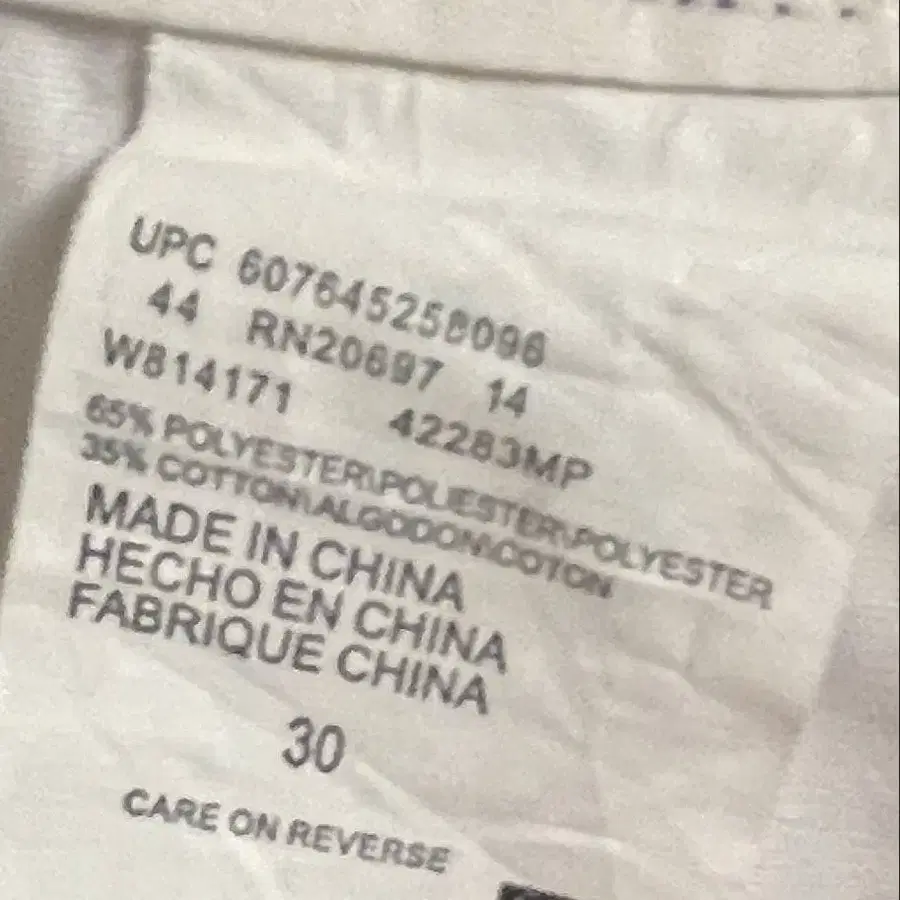 UPC 607645258096
44 RN20697 14
W814171 42283MP
65% POLYESTER\POLIESTER\POLYESTER
35% COTTON\ALGODON\COTON
MADE IN CHINA
HECHO EN CHINA
FABRIQUE CHINA
30
CARE ON REVERSE